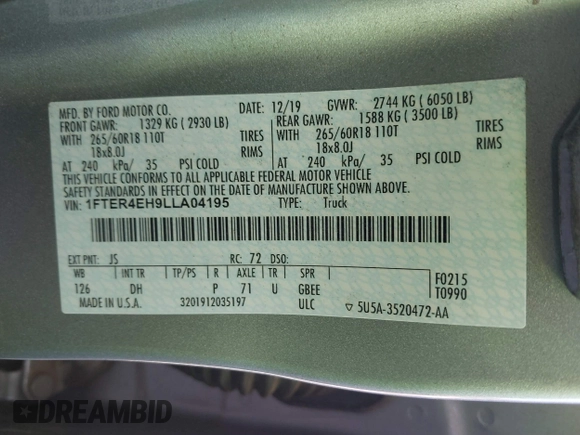 MFD. BY FORD MOTOR CO. 12/19 GVWR: 2744 KG ( 6050 LB)
FRONT GAWR: 1329 KG ( 2930 LB) REAR GAWR: 1588 KG ( 3500 LB)
WITH 265/60R18 110T TIRES WITH 265/60R18 110T TIRES
18x8.0J RIMS 18x8.0J RIMS
AT 240 kPa/ 35 PSI COLD AT 240 kPa/ 35 PSI COLD
THIS VEHICLE CONFORMS TO ALL APPLICABLE FEDERAL MOTOR VEHICLE
SAFETY STANDARDS IN EFFECT ON THE DATE OF MANUFACTURE SHOWN ABOVE.
VIN: 1FTER4EH9LLA04195 TYPE: Truck
EXT PNT: JS RC: 72 DSO:
WB INT TR TP/PS R AXLE TR SPR F0215
126 DH P 71 U GBEE T0990
MADE IN U.S.A. 3201912035197 ULC ▽ 5U5A-3520472-AA
DREAMBID